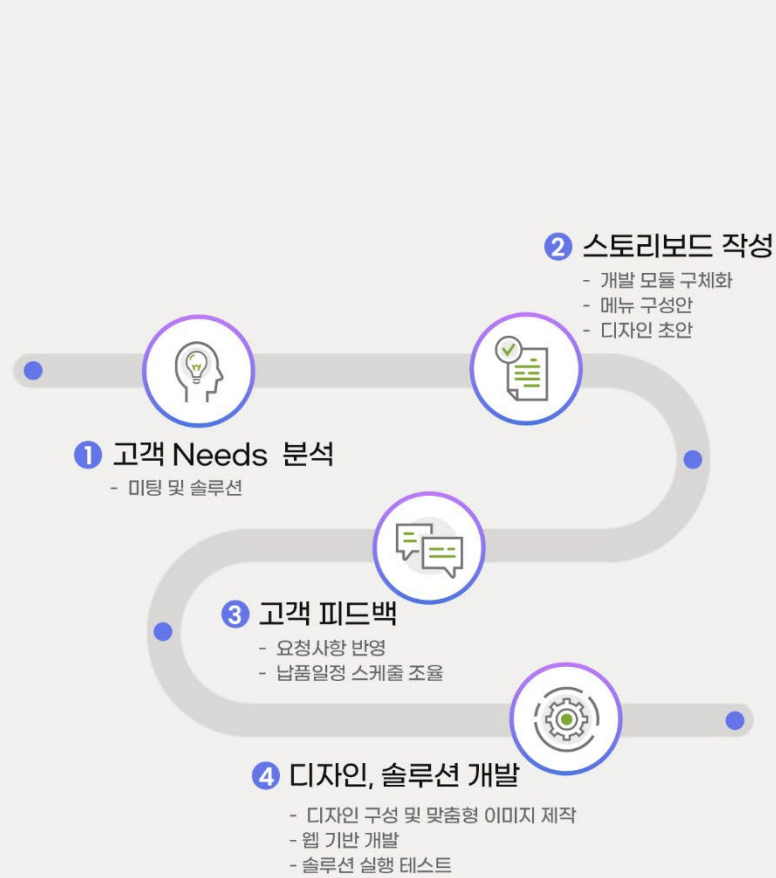 ❶ 고객 Needs 분석
- 미팅 및 솔루션
❷ 스토리보드 작성
- 개발 모듈 구체화
- 메뉴 구성안
- 디자인 초안
❸ 고객 피드백
- 요청사항 반영
- 납품일정 스케줄 조율
❹ 디자인, 솔루션 개발
- 디자인 구성 및 맞춤형 이미지 제작
- 웹 기반 개발
- 솔루션 실행 테스트